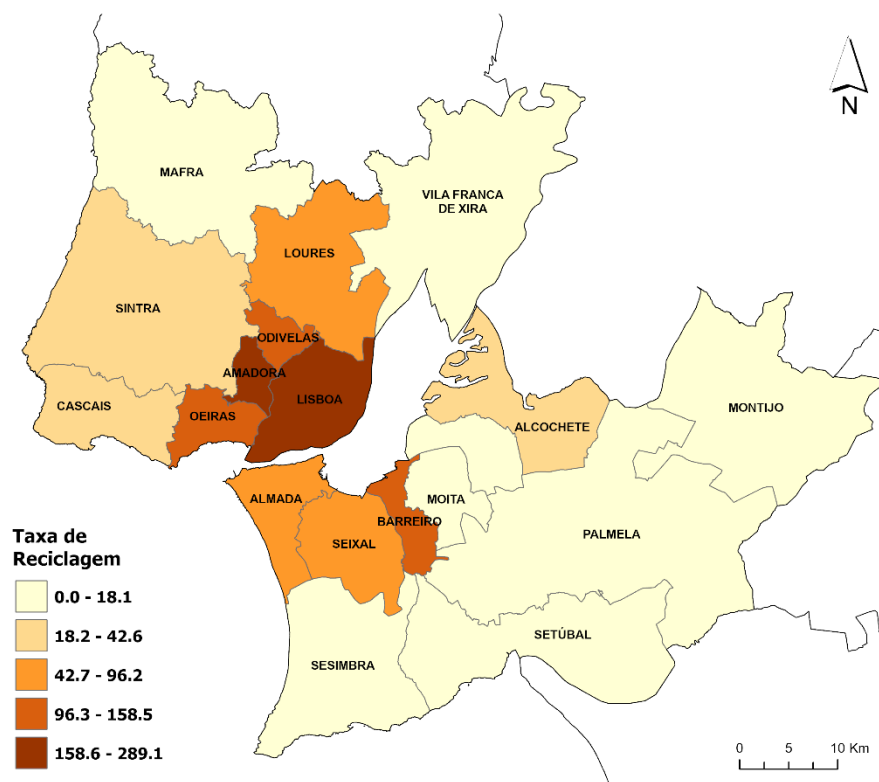 N
MAFRA
VILA FRANCA
DE XIRA
LOURES
SINTRA
ODIVELAS
AMADORA
LISBOA
CASCAIS
OEIRAS
MONTIJO
ALCOCHETE
ALMADA
MOITA
BARREIRO
SEIXAL
PALMELA
SETÚBAL
SESIMBRA
Taxa de
Reciclagem
0.0 - 18.1
18.2 - 42.6
42.7 - 96.2
96.3 - 158.5
158.6 - 289.1
0 5 10 Km